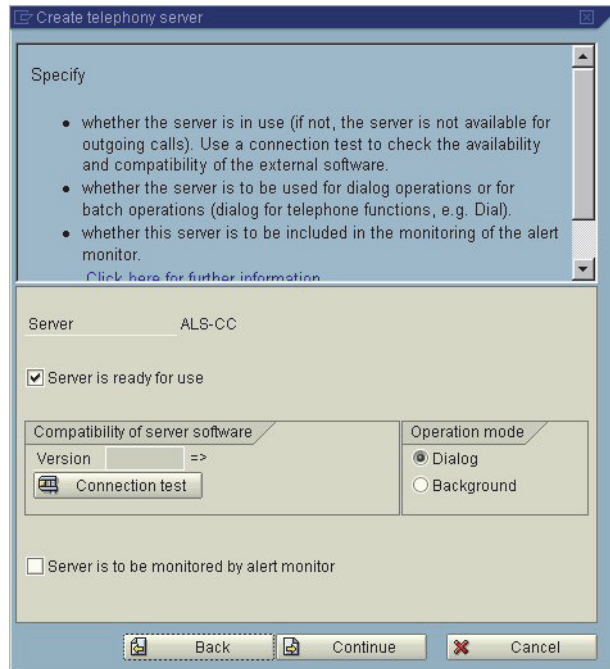 Create telephony server
Specify
• whether the server is in use (if not, the server is not available for
outgoing calls). Use a connection test to check the availability
and compatibility of the external software.
• whether the server is to be used for dialog operations or for
batch operations (dialog for telephone functions, e.g. Dial).
• whether this server is to be included in the monitoring of the alert
monitor.
Click here for further information
Server ALS-CC
Server is ready for use
Compatibility of server software
Version =>
Connection test
Operation mode
Dialog
Background
Server is to be monitored by alert monitor
Back Continue Cancel